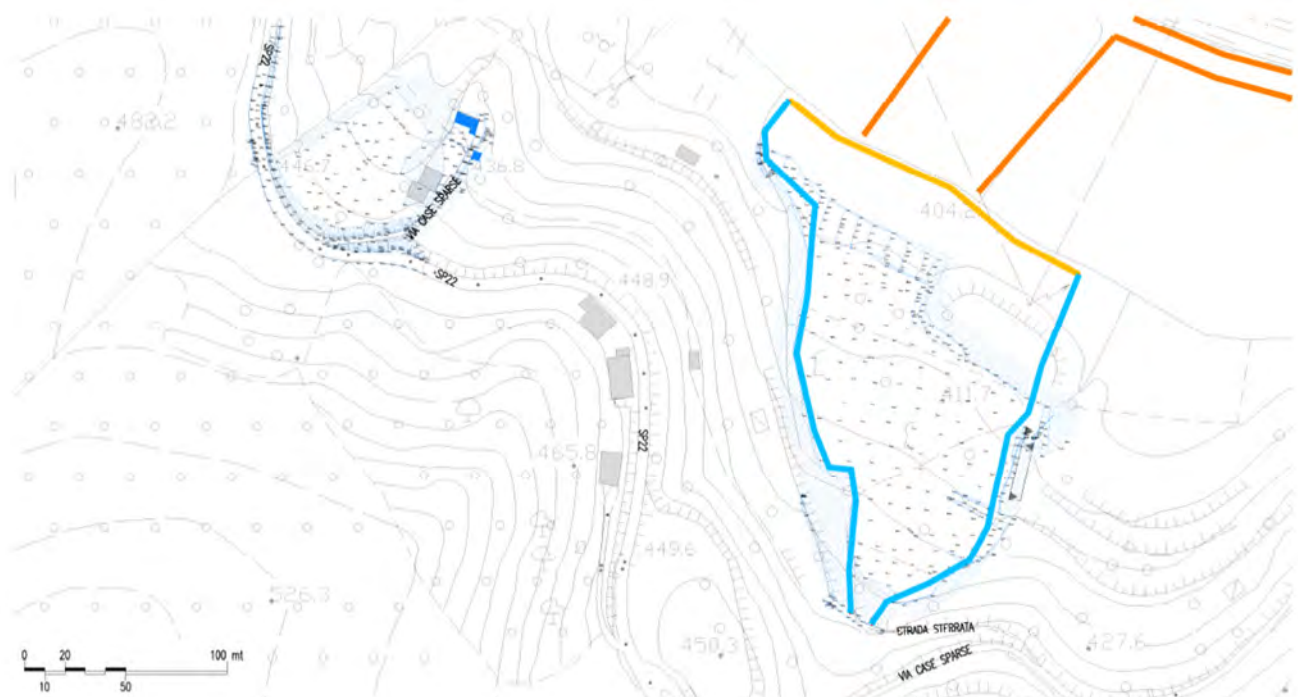 SP22
482.2
446.7
436.8
VIA CASE SPARSE
404.2
SP22
448.9
411.7
465.8
SP22
449.6
526.3
STRADA STERRATA
450.3
427.6
VIA CASE SPARSE
0 20 100 mt
10 50